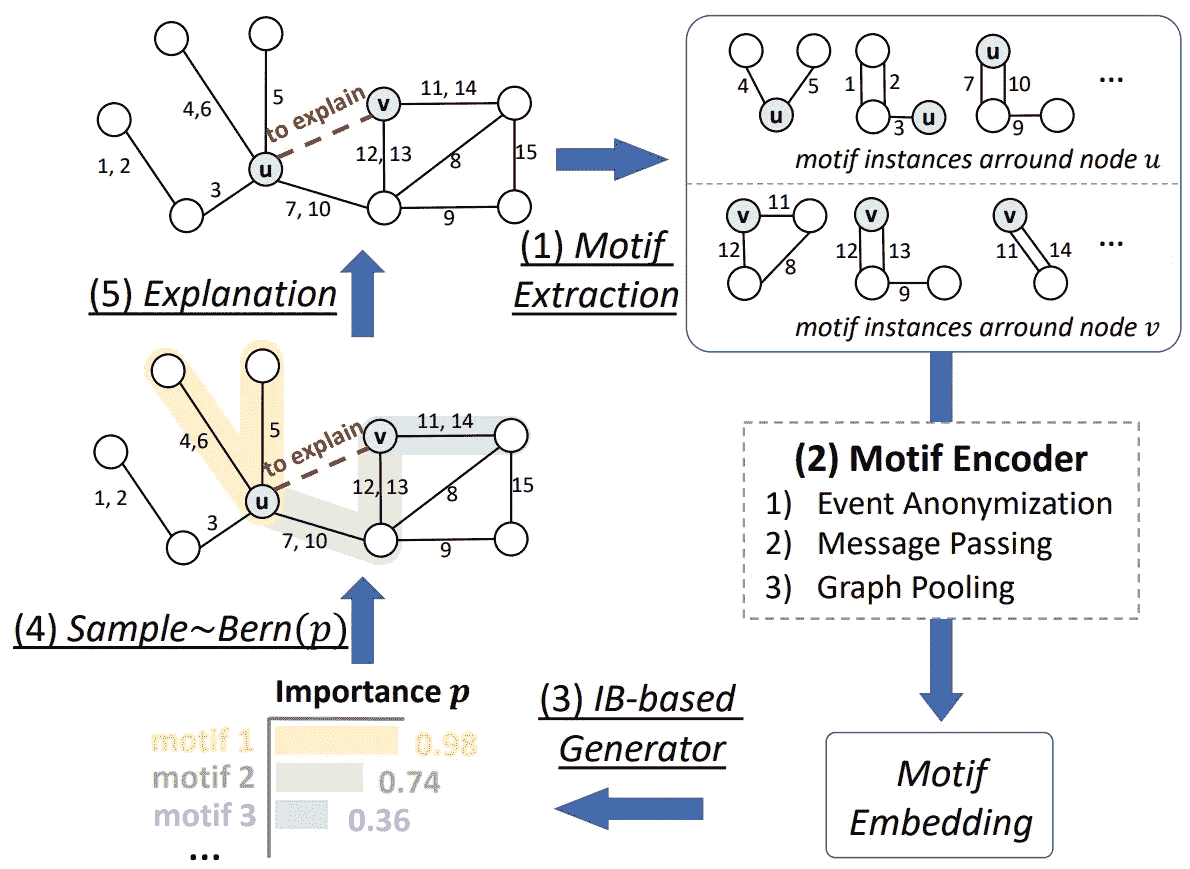 4,6
5
to explain
v
11, 14
1, 2
3
u
12, 13
8
15
7, 10
9
(1) Motif
Extraction
4
5
u
1
2
3
u
u
7
10
9
...
motif instances arround node u
v
11
12
8
v
12
13
9
v
11
14
...
motif instances arround node v
(5) Explanation
4,6
5
to explain
v
11, 14
1, 2
3
u
12, 13
8
15
7, 10
9
(2) Motif Encoder
1) Event Anonymization
2) Message Passing
3) Graph Pooling
(4) Sample~Bern(p)
Importance p
motif 1 0.98
motif 2 0.74
motif 3 0.36
...
(3) IB-based
Generator
Motif
Embedding